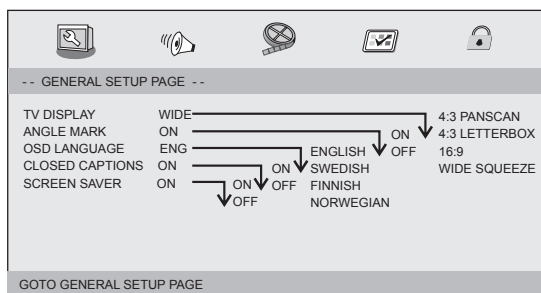 - - GENERAL SETUP PAGE - -
TV DISPLAY WIDE 4:3 PANSCAN
ANGLE MARK ON ON 4:3 LETTERBOX
OSD LANGUAGE ENG ENGLISH OFF 16:9
CLOSED CAPTIONS ON ON SWEDISH WIDE SQUEEZE
SCREEN SAVER ON ON OFF FINNISH
OFF NORWEGIAN
GOTO GENERAL SETUP PAGE